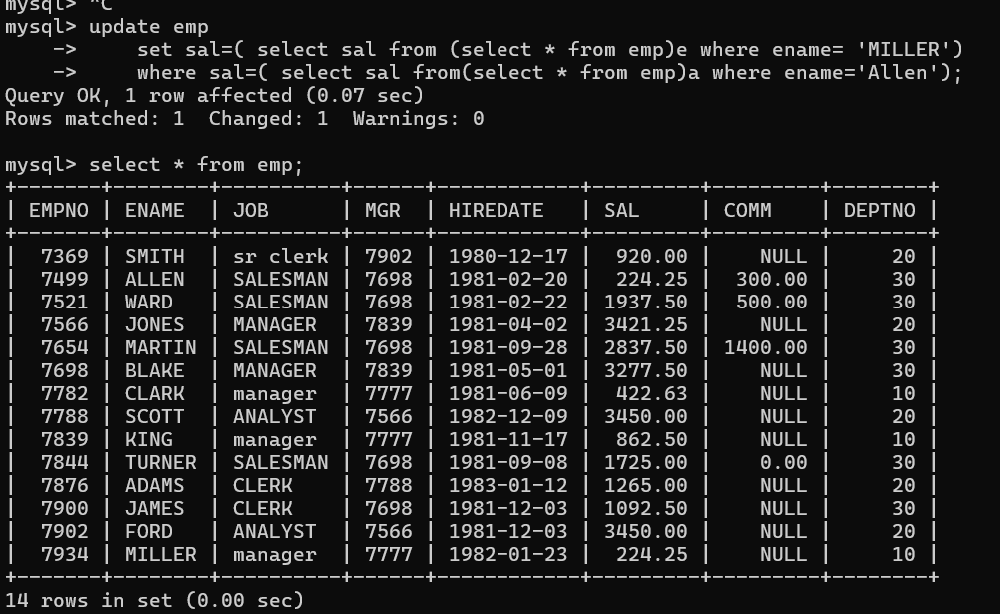 mysql> ^C
mysql> update emp
    ->     set sal=( select sal from (select * from emp)e where ename= 'MILLER')
    ->     where sal=( select sal from(select * from emp)a where ename='Allen');
Query OK, 1 row affected (0.07 sec)
Rows matched: 1  Changed: 1  Warnings: 0

mysql> select * from emp;
+-------+--------+----------+------+------------+---------+---------+--------+
| EMPNO | ENAME  | JOB      | MGR  | HIREDATE   | SAL     | COMM    | DEPTNO |
+-------+--------+----------+------+------------+---------+---------+--------+
|  7369 | SMITH  | sr clerk | 7902 | 1980-12-17 |  920.00 |    NULL |     20 |
|  7499 | ALLEN  | SALESMAN | 7698 | 1981-02-20 |  224.25 |  300.00 |     30 |
|  7521 | WARD   | SALESMAN | 7698 | 1981-02-22 | 1937.50 |  500.00 |     30 |
|  7566 | JONES  | MANAGER  | 7839 | 1981-04-02 | 3421.25 |    NULL |     20 |
|  7654 | MARTIN | SALESMAN | 7698 | 1981-09-28 | 2837.50 | 1400.00 |     30 |
|  7698 | BLAKE  | MANAGER  | 7839 | 1981-05-01 | 3277.50 |    NULL |     30 |
|  7782 | CLARK  | manager  | 7777 | 1981-06-09 |  422.63 |    NULL |     10 |
|  7788 | SCOTT  | ANALYST  | 7566 | 1982-12-09 | 3450.00 |    NULL |     20 |
|  7839 | KING   | manager  | 7777 | 1981-11-17 |  862.50 |    NULL |     10 |
|  7844 | TURNER | SALESMAN | 7698 | 1981-09-08 | 1725.00 |    0.00 |     30 |
|  7876 | ADAMS  | CLERK    | 7788 | 1983-01-12 | 1265.00 |    NULL |     20 |
|  7900 | JAMES  | CLERK    | 7698 | 1981-12-03 | 1092.50 |    NULL |     30 |
|  7902 | FORD   | ANALYST  | 7566 | 1981-12-03 | 3450.00 |    NULL |     20 |
|  7934 | MILLER | manager  | 7777 | 1982-01-23 |  224.25 |    NULL |     10 |
+-------+--------+----------+------+------------+---------+---------+--------+
14 rows in set (0.00 sec)